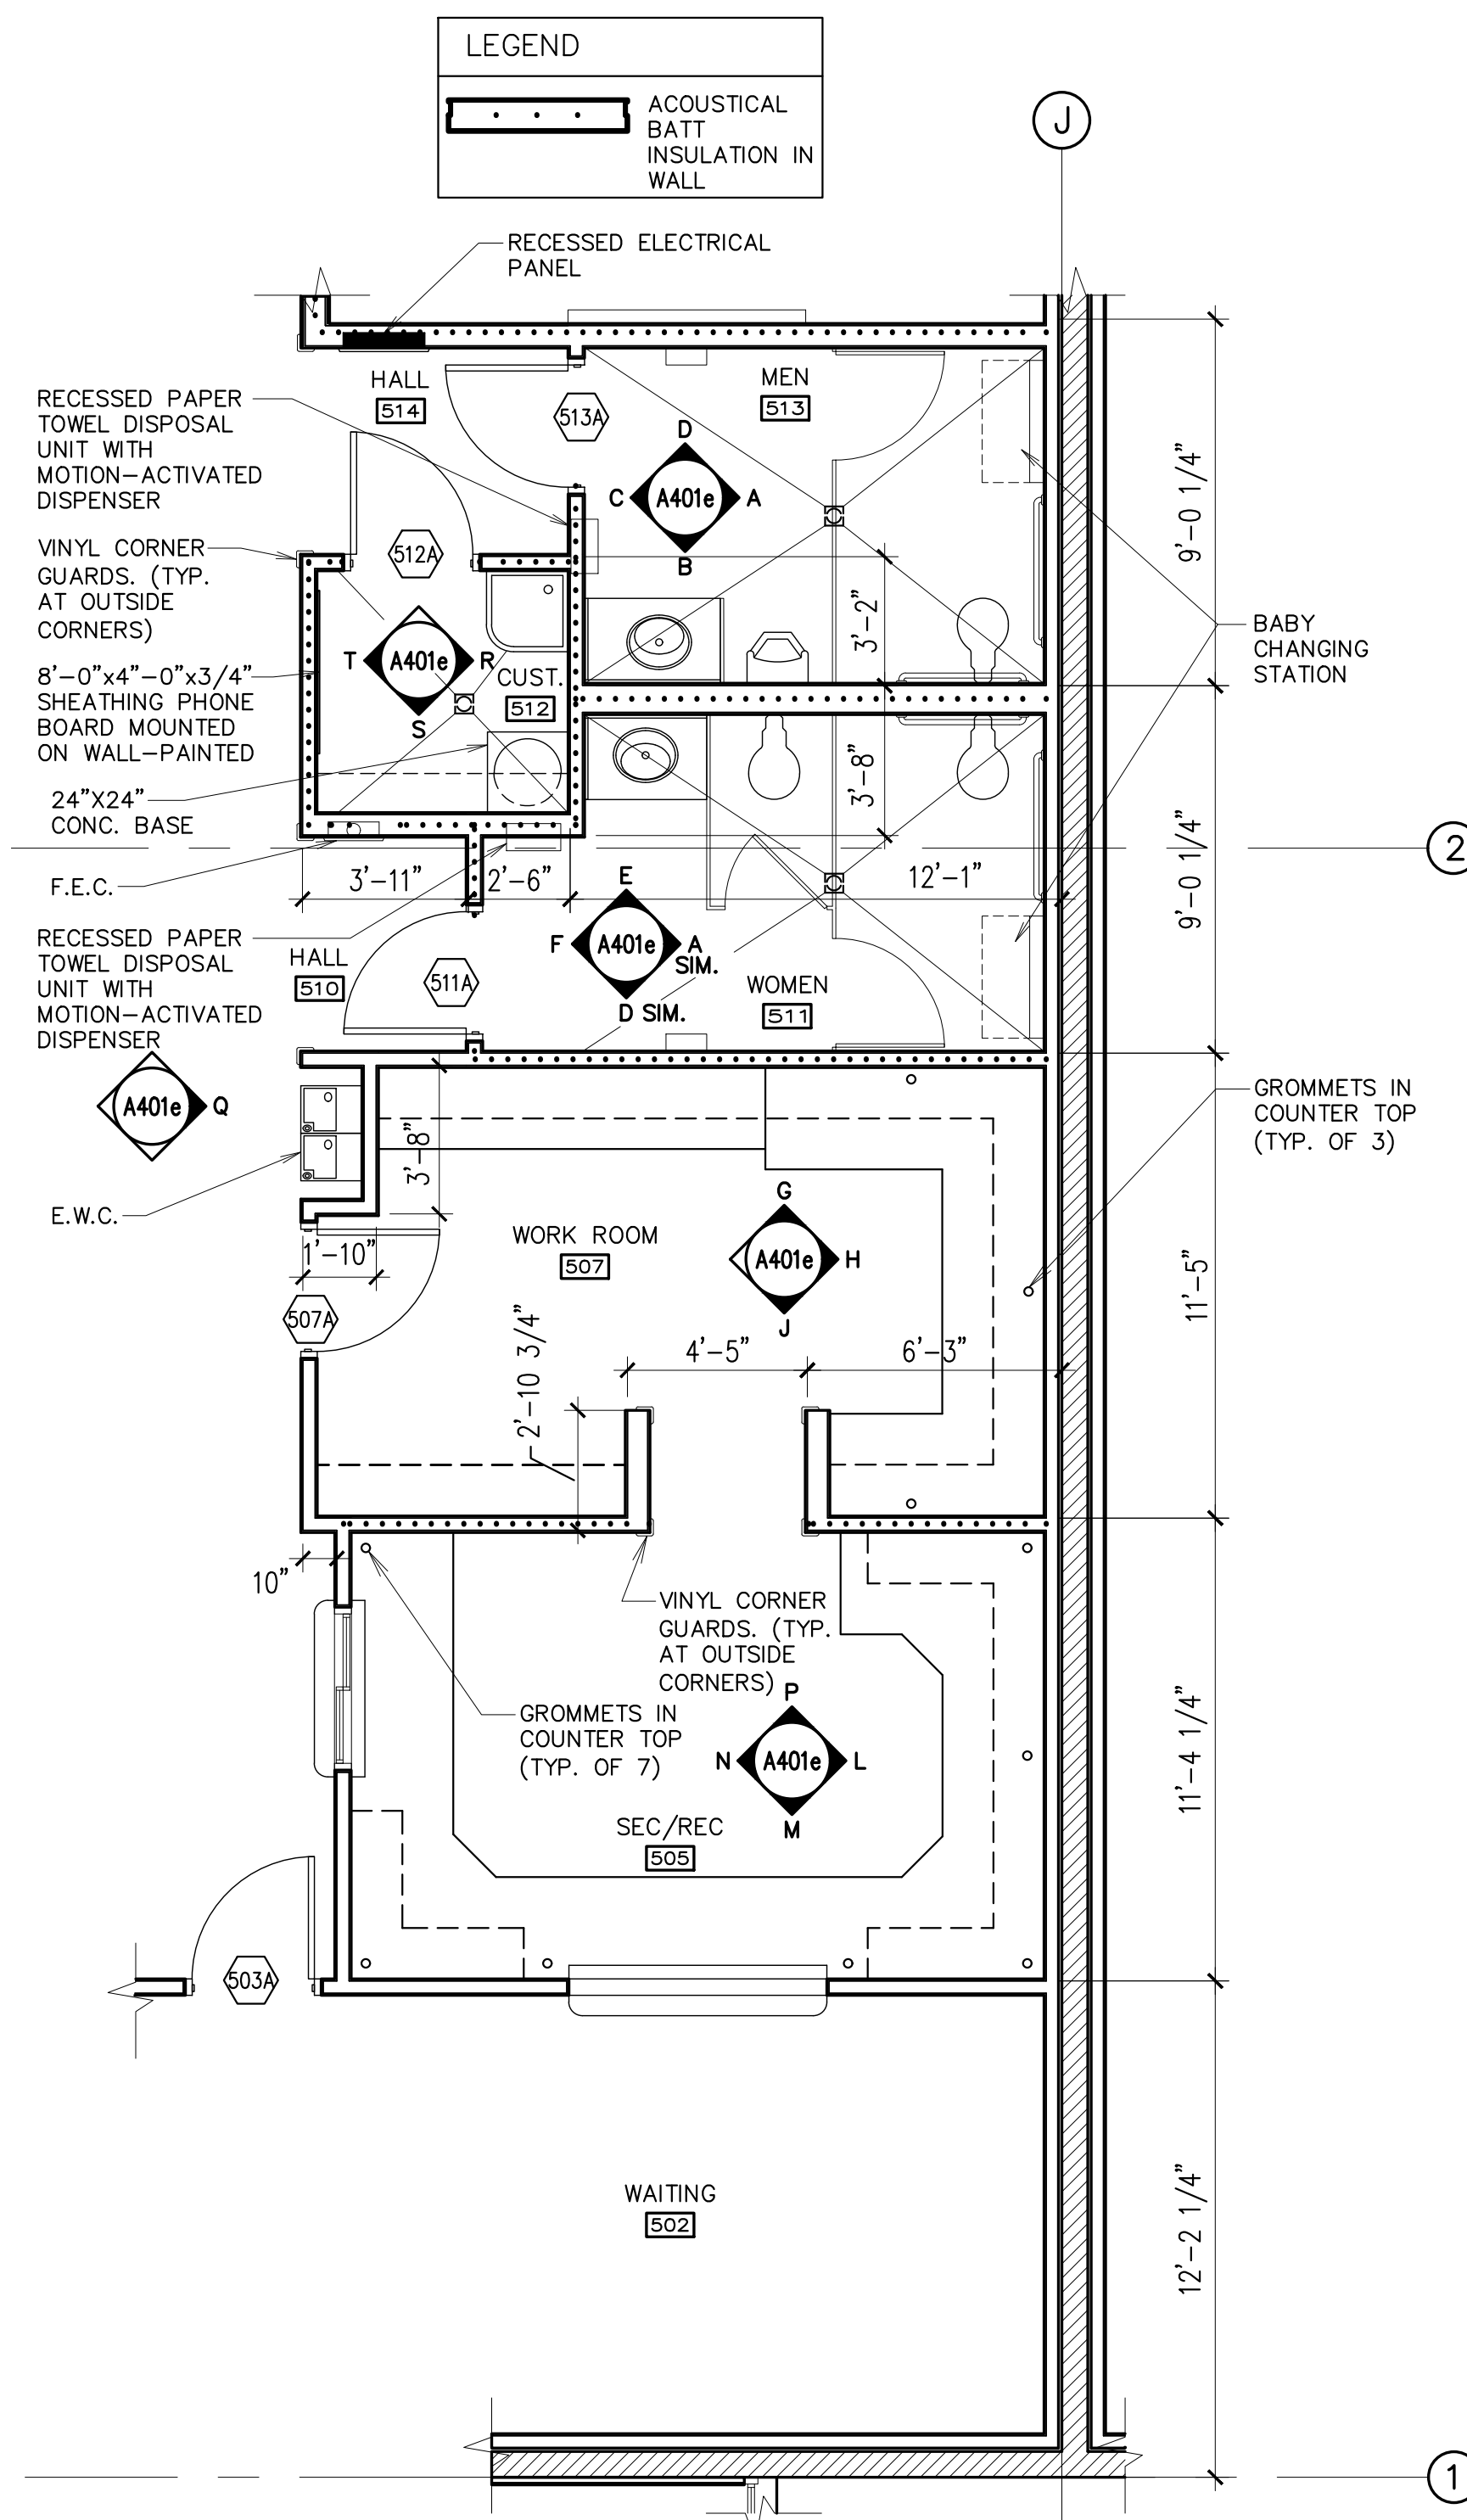 LEGEND
ACOUSTICAL
BATT
INSULATION IN
WALL
J
RECESSED ELECTRICAL
PANEL
HALL
514
MEN
513
513A
RECESSED PAPER
TOWEL DISPOSAL
UNIT WITH
MOTION-ACTIVATED
DISPENSER
D
C A401e A
B
9'-0 1/4"
VINYL CORNER
GUARDS. (TYP.
AT OUTSIDE
CORNERS)
512A
3'-2"
BABY
CHANGING
STATION
T A401e R
S
CUST.
512
8'-0"x4"-0"x3/4"
SHEATHING PHONE
BOARD MOUNTED
ON WALL-PAINTED
3'-8"
24"X24"
CONC. BASE
F.E.C.
3'-11"
2'-6"
12'-1"
9'-0 1/4"
2
E
F A401e A
SIM.
D SIM.
RECESSED PAPER
TOWEL DISPOSAL
UNIT WITH
MOTION-ACTIVATED
DISPENSER
HALL
510
511A
WOMEN
511
A401e Q
3'-8"
GROMMETS IN
COUNTER TOP
(TYP. OF 3)
E.W.C.
WORK ROOM
507
G
A401e H
J
1'-10"
507A
2'-10 3/4"
4'-5"
6'-3"
11'-5"
10"
VINYL CORNER
GUARDS. (TYP.
AT OUTSIDE
CORNERS)
GROMMETS IN
COUNTER TOP
(TYP. OF 7)
P
N A401e L
M
11'-4 1/4"
SEC/REC
505
503A
WAITING
502
12'-2 1/4"
1